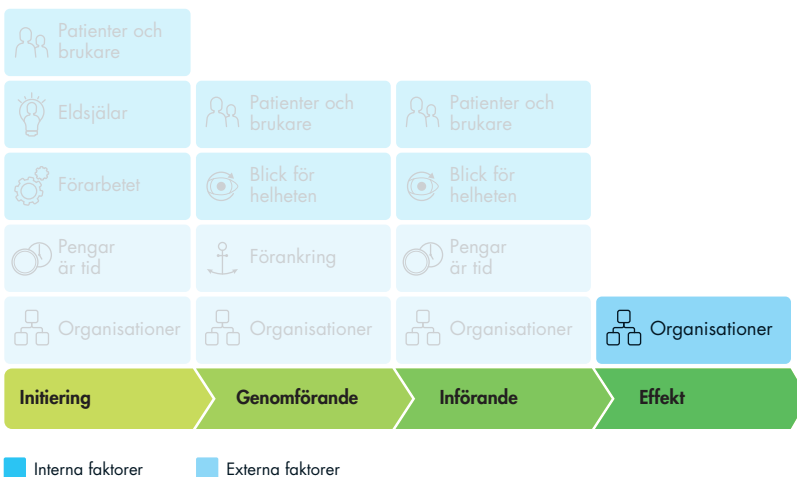 Patienter och
brukare
Eldsjälar
Patienter och
brukare
Patienter och
brukare
Förarbetet
Blick för
helheten
Blick för
helheten
Pengar
är tid
Förankring
Pengar
är tid
Organisationer
Organisationer
Organisationer
Organisationer
Initiering
Genomförande
Införande
Effekt
Interna faktorer
Externa faktorer